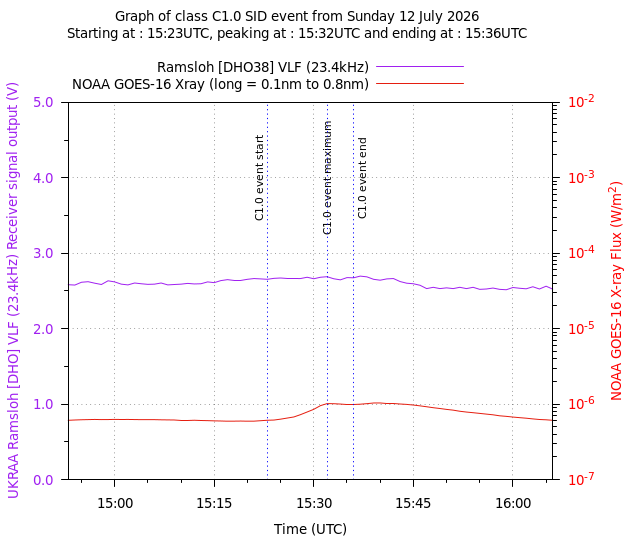 Graph of class C1.0 SID event from Sunday 12 July 2026
Starting at : 15:23UTC, peaking at : 15:32UTC and ending at : 15:36UTC
Ramsloh [DHO38] VLF (23.4kHz)
NOAA GOES-16 Xray (long = 0.1nm to 0.8nm)
UKRAA Ramsloh [DHO] VLF (23.4kHz) Receiver signal output (V)
5.0
4.0
3.0
2.0
1.0
0.0
C1.0 event start
C1.0 event maximum
C1.0 event end
10^-2
10^-3
10^-4
10^-5
10^-6
10^-7
NOAA GOES-16 X-ray Flux (W/m²)
15:00 15:15 15:30 15:45 16:00
Time (UTC)